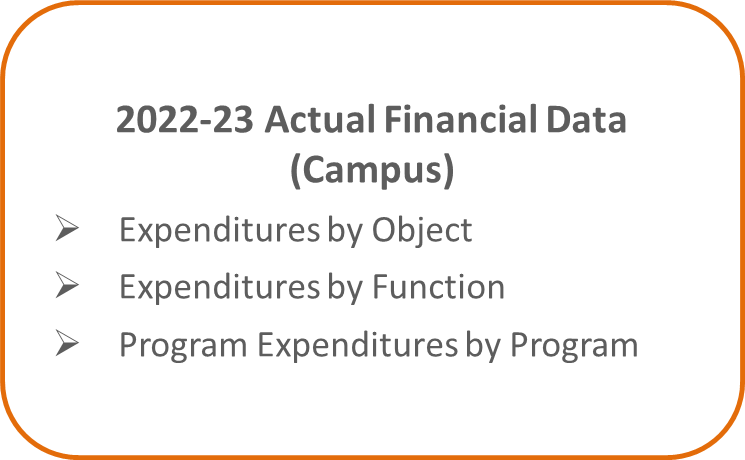 2022-23 Actual Financial Data
(Campus)
➢ Expenditures by Object
➢ Expenditures by Function
➢ Program Expenditures by Program